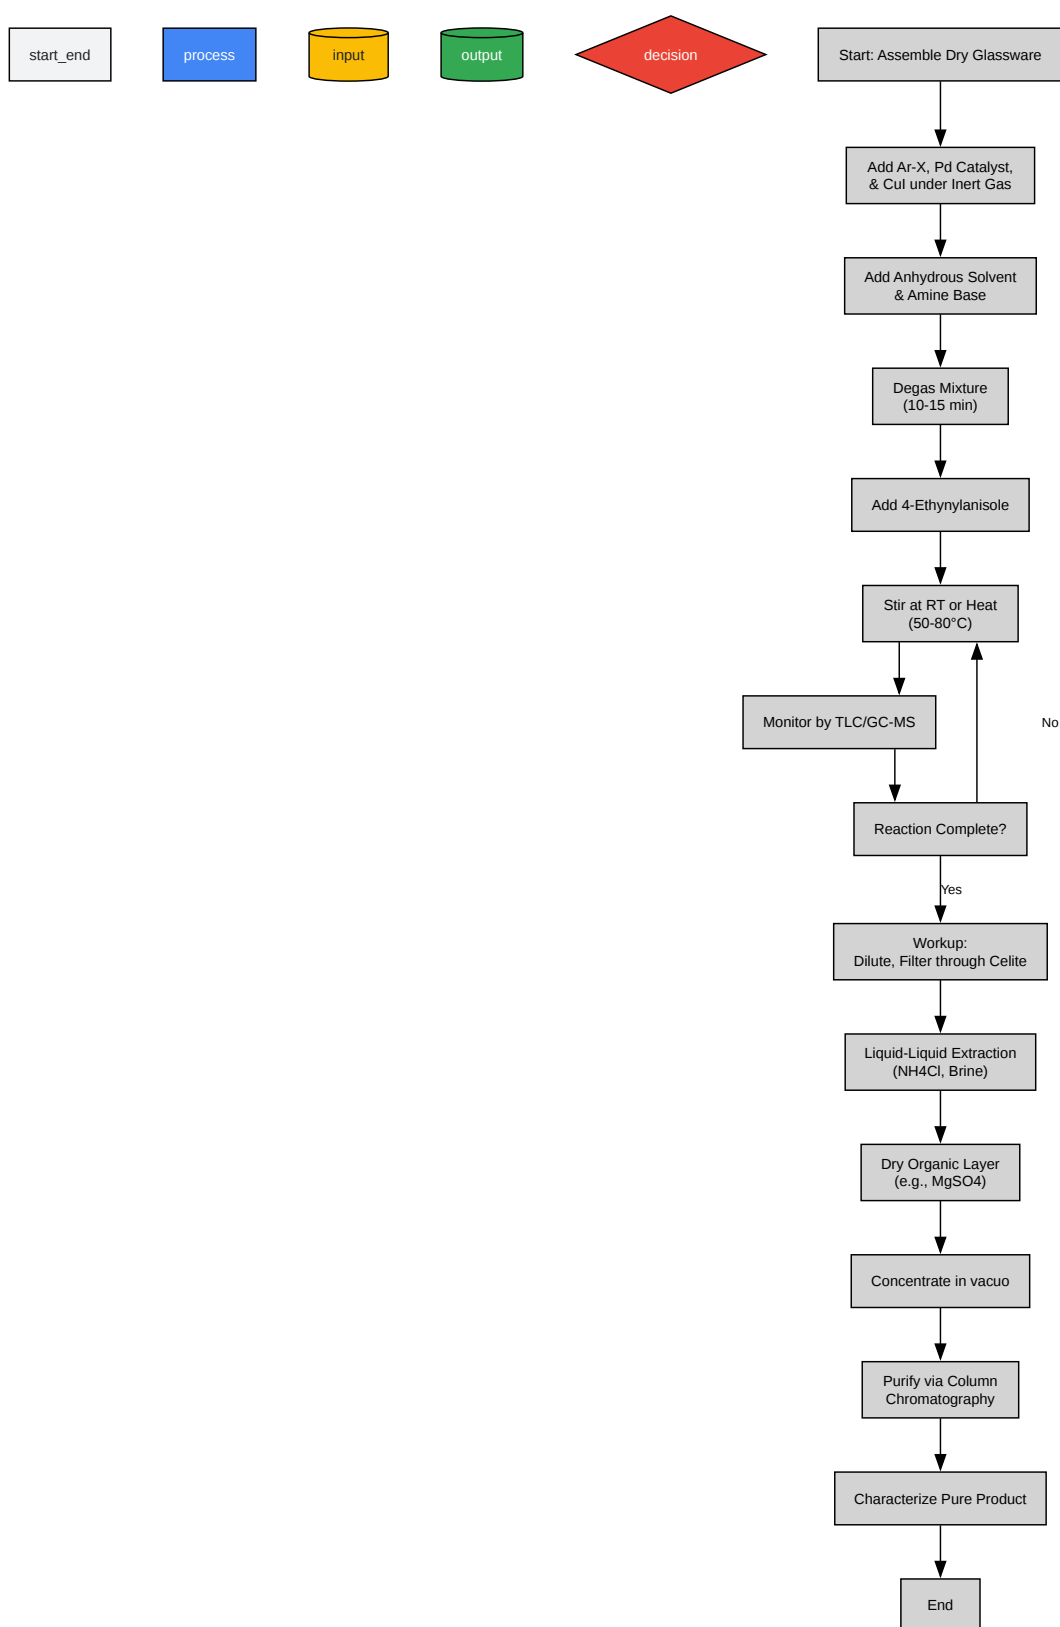 start_end
process
input
output
decision
Start: Assemble Dry Glassware
Add Ar-X, Pd Catalyst,
& CuI under Inert Gas
Add Anhydrous Solvent
& Amine Base
Degas Mixture
(10-15 min)
Add 4-Ethynylanisole
Stir at RT or Heat
(50-80°C)
Monitor by TLC/GC-MS
No
Reaction Complete?
Yes
Workup:
Dilute, Filter through Celite
Liquid-Liquid Extraction
(NH4Cl, Brine)
Dry Organic Layer
(e.g., MgSO4)
Concentrate in vacuo
Purify via Column
Chromatography
Characterize Pure Product
End